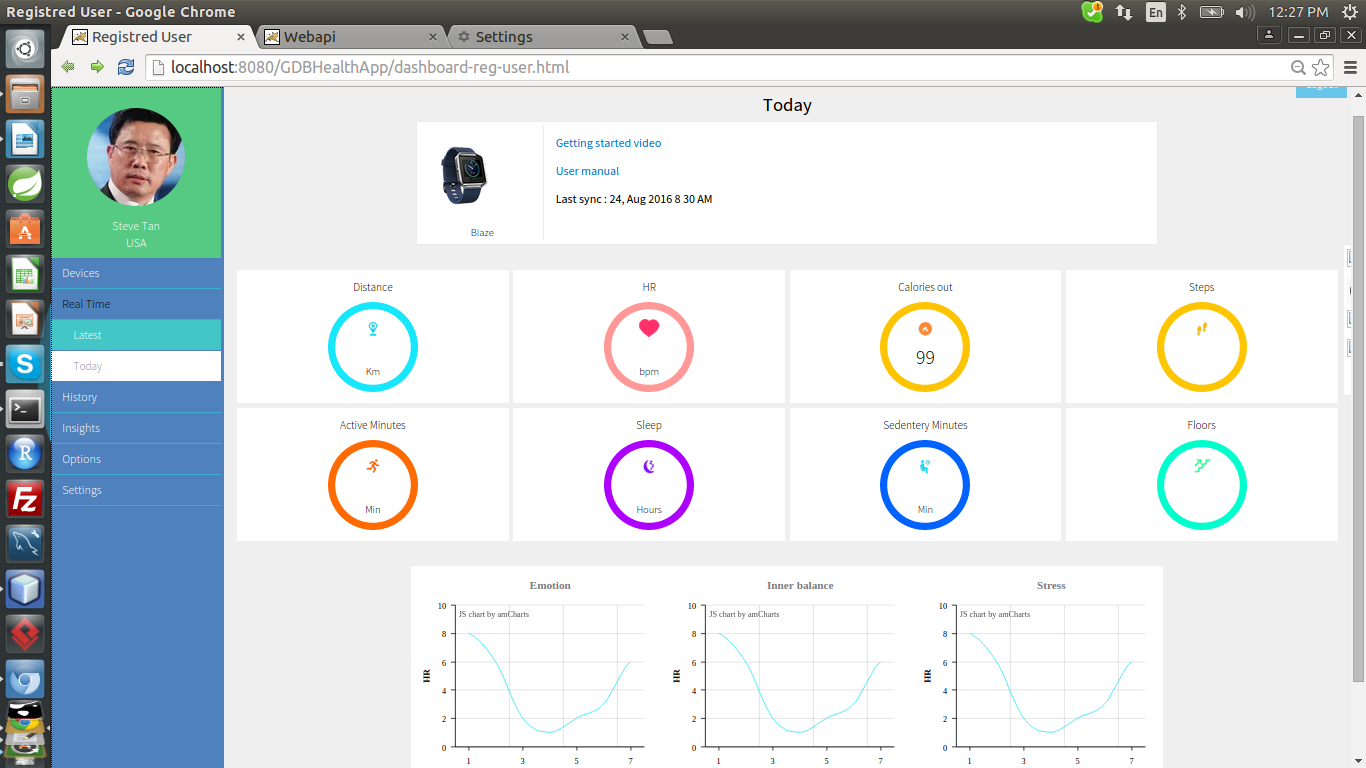 Registred User - Google Chrome
En
12:27 PM
Registred User
Webapi
Settings
localhost:8080/GDBHealthApp/dashboard-reg-user.html
Steve Tan
USA
Devices
Real Time
Latest
Today
History
Insights
Options
Settings
Today
Getting started video
User manual
Last sync : 24, Aug 2016 8 30 AM
Blaze
Distance
Km
HR
bpm
Calories out
99
Steps
Active Minutes
Min
Sleep
Hours
Sedentery Minutes
Min
Floors
Emotion
JS chart by amCharts
HR
10
8
6
4
2
0
1 3 5 7
Inner balance
JS chart by amCharts
HR
10
8
6
4
2
0
1 3 5 7
Stress
JS chart by amCharts
HR
10
8
6
4
2
0
1 3 5 7